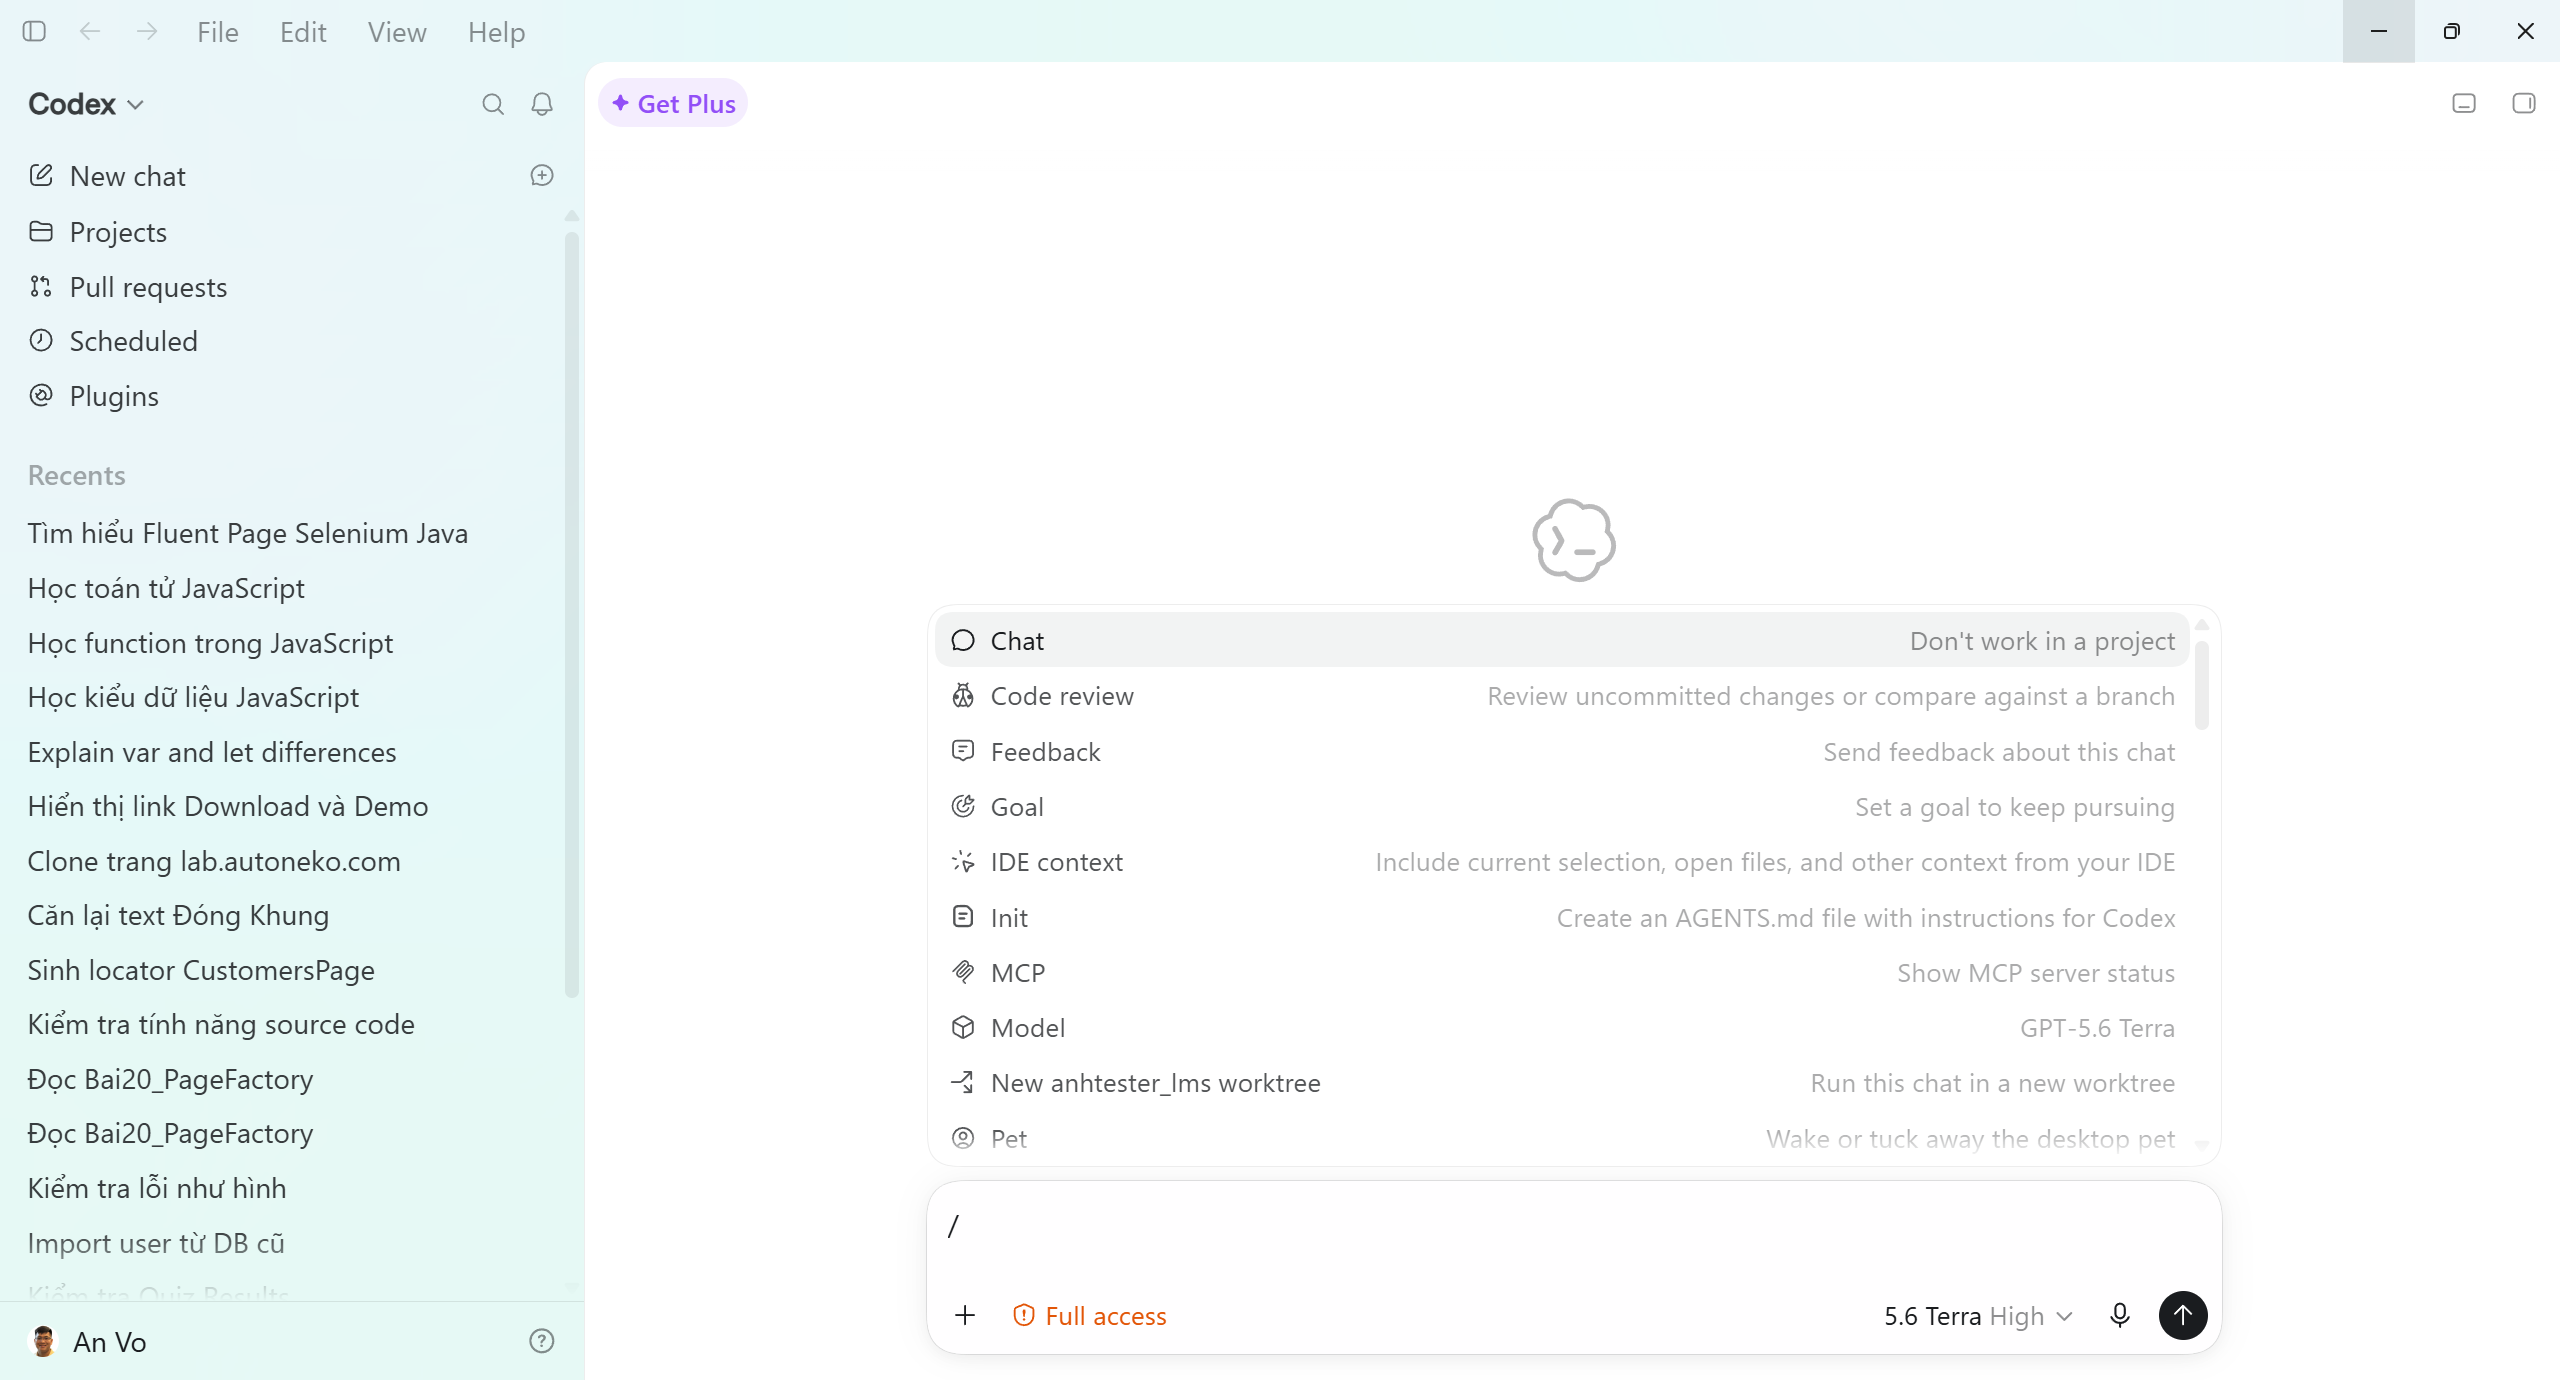 File Edit View Help
Codex
New chat
Projects
Pull requests
Scheduled
Plugins
Recents
Tìm hiểu Fluent Page Selenium Java
Học toán tử JavaScript
Học function trong JavaScript
Học kiểu dữ liệu JavaScript
Explain var and let differences
Hiển thị link Download và Demo
Clone trang lab.autoneko.com
Căn lại text Đóng Khung
Sinh locator CustomersPage
Kiểm tra tính năng source code
Đọc Bai20_PageFactory
Đọc Bai20_PageFactory
Kiểm tra lỗi như hình
Import user từ DB cũ
Kiểm tra Quiz Results
An Vo
Get Plus
Chat Don't work in a project
Code review Review uncommitted changes or compare against a branch
Feedback Send feedback about this chat
Goal Set a goal to keep pursuing
IDE context Include current selection, open files, and other context from your IDE
Init Create an AGENTS.md file with instructions for Codex
MCP Show MCP server status
Model GPT-5.6 Terra
New anhtester_lms worktree Run this chat in a new worktree
Pet Wake or tuck away the desktop pet
/
Full access 5.6 Terra High